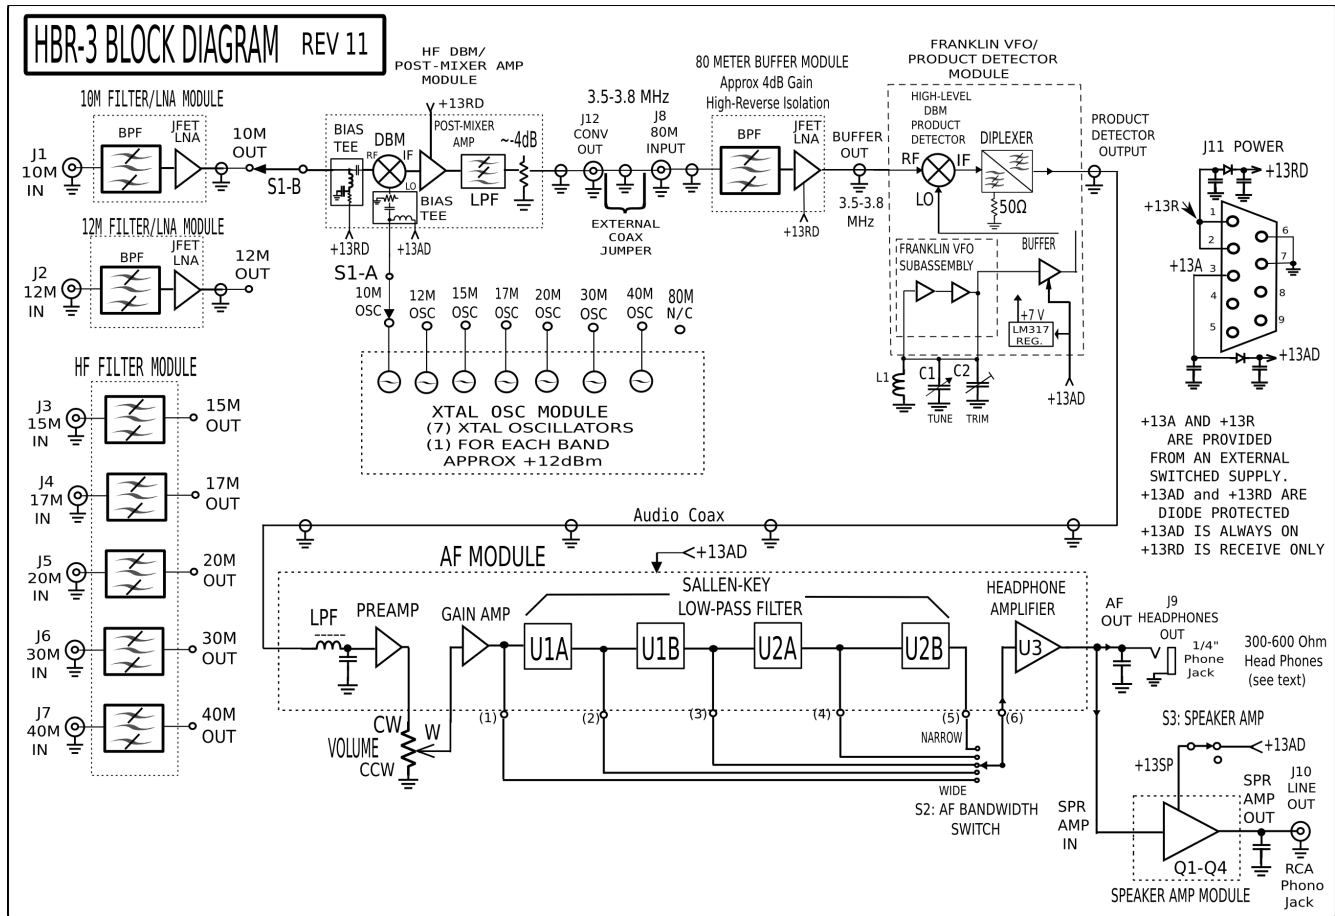 HBR-3 BLOCK DIAGRAM REV 11
10M FILTER/LNA MODULE
BPF
JFET
LNA
J1
10M
IN
10M
OUT
S1-B
12M FILTER/LNA MODULE
BPF
JFET
LNA
J2
12M
IN
12M
OUT
HF FILTER MODULE
J3
15M
IN
15M
OUT
J4
17M
IN
17M
OUT
J5
20M
IN
20M
OUT
J6
30M
IN
30M
OUT
J7
40M
IN
40M
OUT
HF DBM/
POST-MIXER AMP
MODULE
+13RD
BIAS
TEE
DBM
RF
IF
LO
POST-MIXER
AMP
LPF
~-4dB
BIAS
TEE
+13RD
+13AD
S1-A
10M
OSC
12M
OSC
15M
OSC
17M
OSC
20M
OSC
30M
OSC
40M
OSC
80M
N/C
XTAL OSC MODULE
(7) XTAL OSCILLATORS
(1) FOR EACH BAND
APPROX +12dBm
3.5-3.8 MHz
J12
CONV
OUT
J8
80M
INPUT
EXTERNAL
COAX
JUMPER
80 METER BUFFER MODULE
Approx 4dB Gain
High-Reverse Isolation
BPF
JFET
LNA
+13RD
BUFFER
OUT
3.5-3.8
MHz
FRANKLIN VFO/
PRODUCT DETECTOR
MODULE
HIGH-LEVEL
DBM
PRODUCT
DETECTOR
RF
IF
LO
DIPLEXER
50Ω
BUFFER
FRANKLIN VFO
SUBASSEMBLY
+7 V
LM317
REG.
L1
C1
C2
TUNE
TRIM
+13AD
PRODUCT
DETECTOR
OUTPUT
J11 POWER
+13RD
+13R
+13A
1
2
3
4
5
6
7
8
9
+13AD
+13A AND +13R
ARE PROVIDED
FROM AN EXTERNAL
SWITCHED SUPPLY.
+13AD and +13RD ARE
DIODE PROTECTED
+13AD IS ALWAYS ON
+13RD IS RECEIVE ONLY
Audio Coax
AF MODULE
+13AD
LPF
PREAMP
GAIN AMP
SALLEN-KEY
LOW-PASS FILTER
U1A
U1B
U2A
U2B
HEADPHONE
AMPLIFIER
U3
(1)
(2)
(3)
(4)
(5)
(6)
CW
VOLUME
W
CCW
NARROW
WIDE
S2: AF BANDWIDTH
SWITCH
AF
OUT
J9
HEADPHONES
OUT
1/4"
Phone
Jack
300-600 Ohm
Head Phones
(see text)
S3: SPEAKER AMP
+13AD
+13SP
SPR
AMP
IN
Q1-Q4
SPR
AMP
OUT
J10
LINE
OUT
RCA
Phono
Jack
SPEAKER AMP MODULE